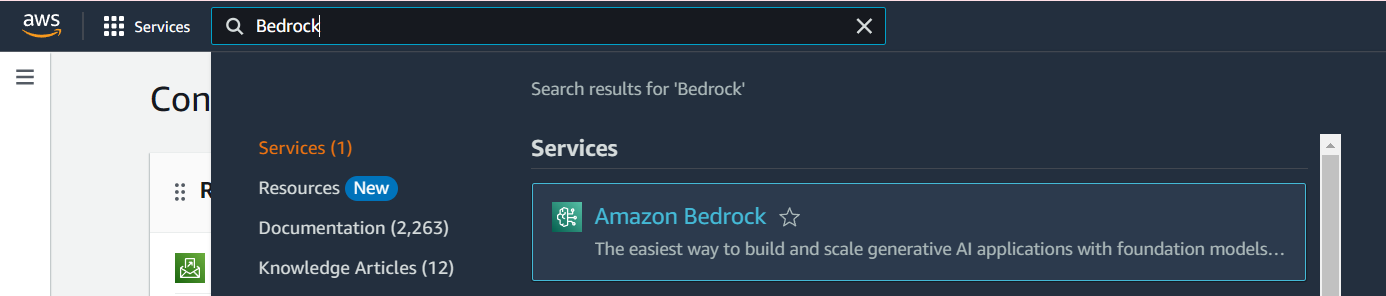 aws
Services
Bedrock
Con
Search results for 'Bedrock'
Services (1)
Services
Resources New
R
Documentation (2,263)
Amazon Bedrock
The easiest way to build and scale generative AI applications with foundation models...
Knowledge Articles (12)